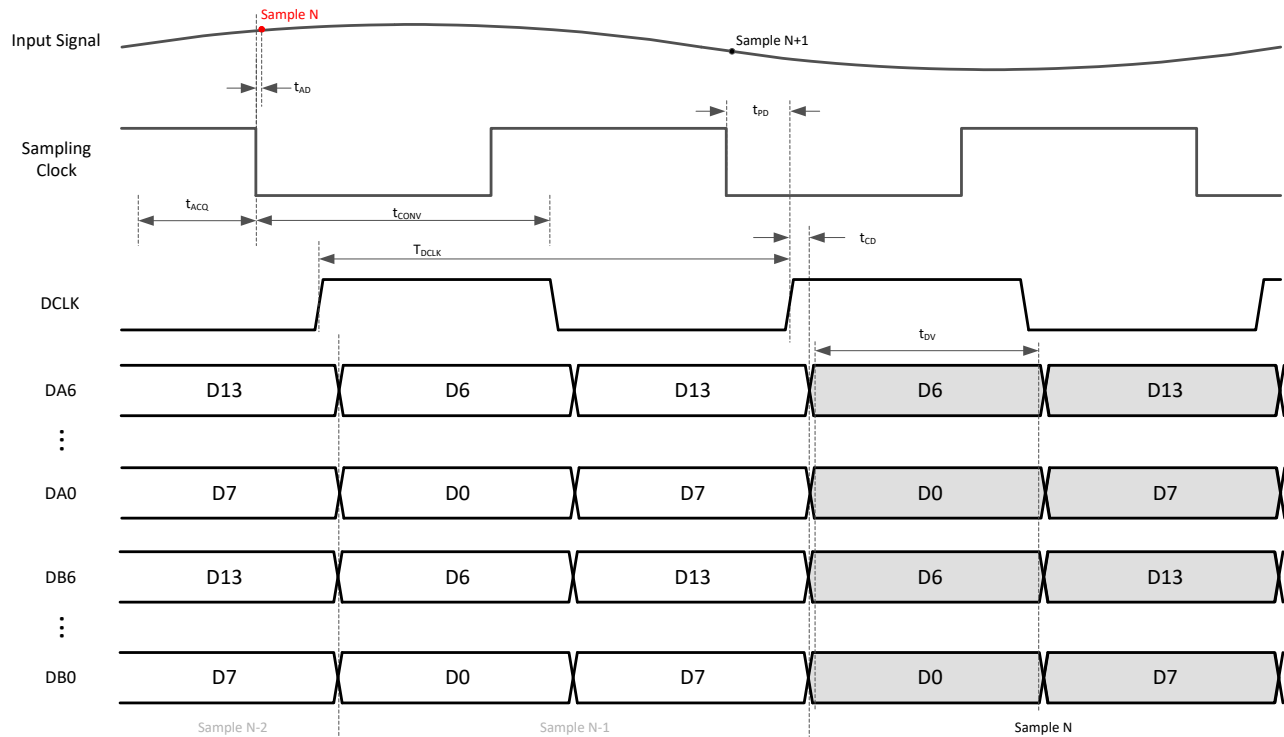 Sample N
Input Signal
Sample N+1
tAD
tPD
Sampling
Clock
tACQ
tCONV
tCD
TDCLK
DCLK
tDV
DA6 D13 D6 D13 D6 D13
⋮
DA0 D7 D0 D7 D0 D7
DB6 D13 D6 D13 D6 D13
⋮
DB0 D7 D0 D7 D0 D7
Sample N-2 Sample N-1 Sample N